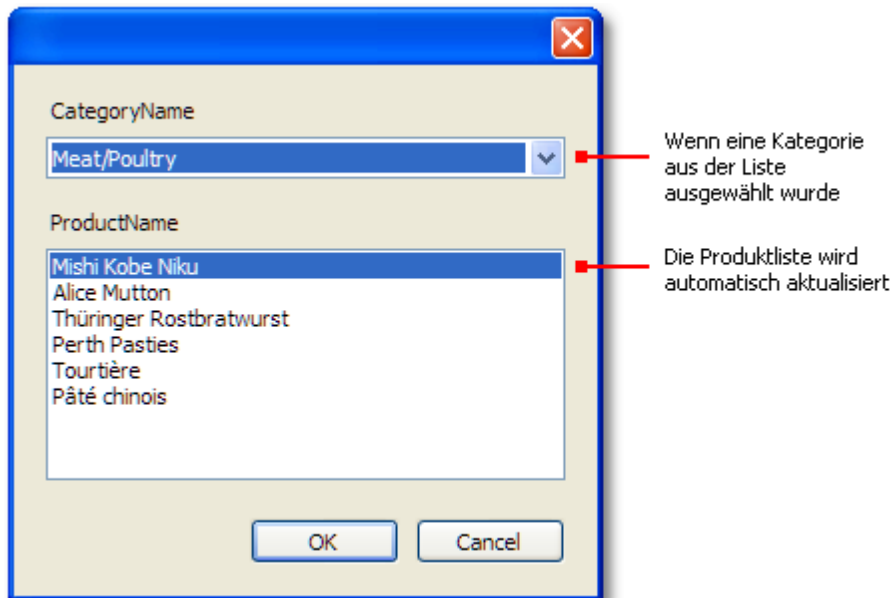 CategoryName
Meat/Poultry
Wenn eine Kategorie
aus der Liste
ausgewählt wurde
ProductName
Mishi Kobe Niku
Alice Mutton
Thüringer Rostbratwurst
Perth Pasties
Tourtière
Pâté chinois
Die Produktliste wird
automatisch aktualisiert
OK
Cancel